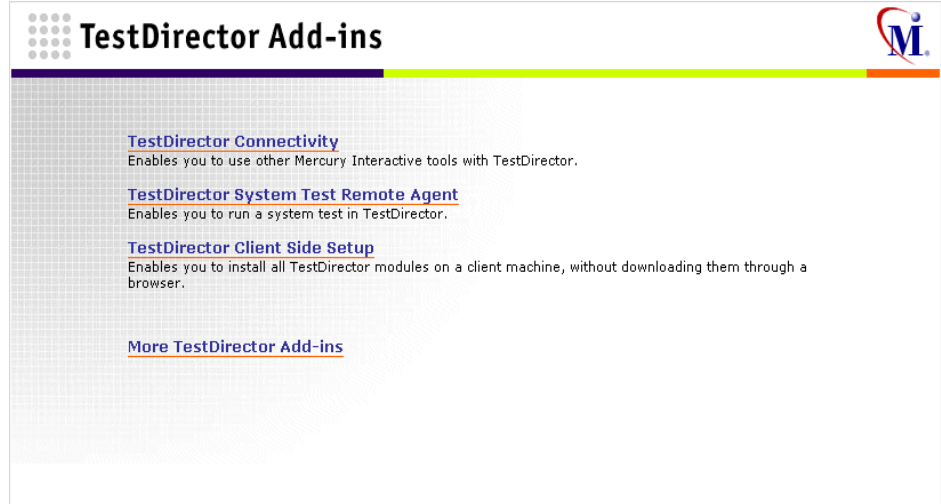 TestDirector Add-ins
M
TestDirector Connectivity
Enables you to use other Mercury Interactive tools with TestDirector.
TestDirector System Test Remote Agent
Enables you to run a system test in TestDirector.
TestDirector Client Side Setup
Enables you to install all TestDirector modules on a client machine, without downloading them through a
browser.
More TestDirector Add-ins